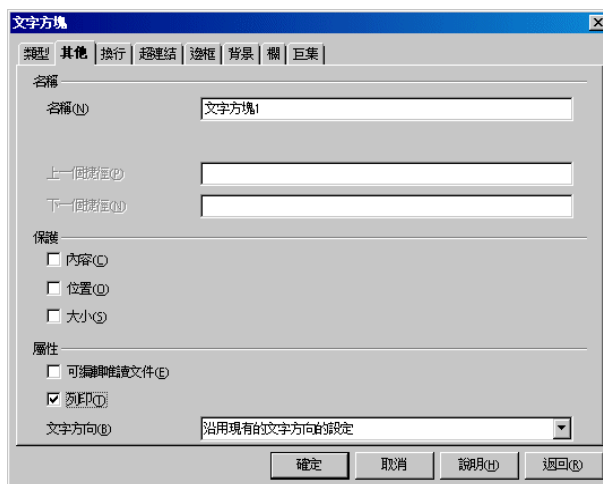 文字方塊
類型 其他 換行 超連結 邊框 背景 欄 巨集
名稱
名稱(N) 文字方塊1
上一個捷徑(P)
下一個捷徑(N)
保護
內容(C)
位置(O)
大小(S)
屬性
可編輯唯讀文件(E)
列印(T)
文字方向(B) 沿用現有的文字方向的設定
確定 取消 說明(H) 返回(R)